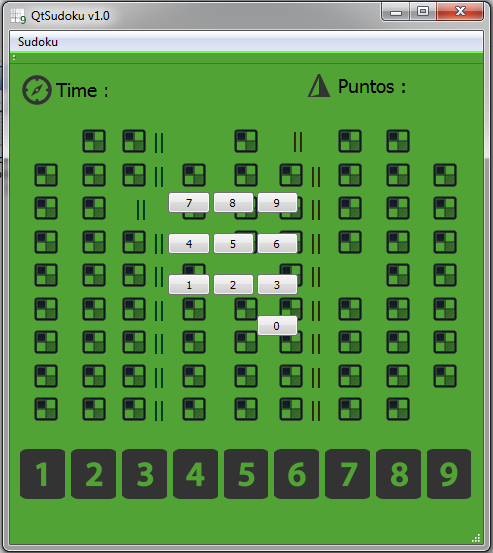 QtSudoku v1.0
Sudoku
Time :
Puntos :
7 8 9
4 5 6
1 2 3
0
1 2 3 4 5 6 7 8 9